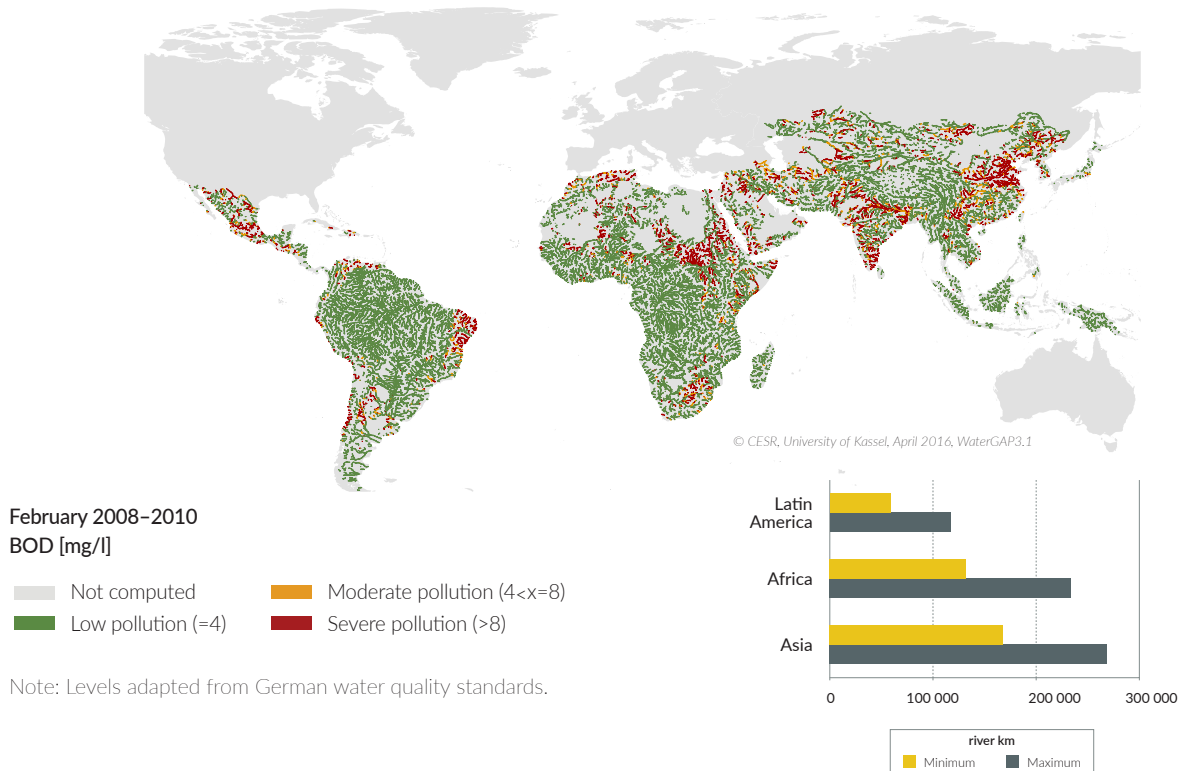 © CESR, University of Kassel, April 2016, WaterGAP3.1
February 2008–2010
BOD [mg/l]
Not computed
Moderate pollution (4<x=8)
Low pollution (=4)
Severe pollution (>8)
Note: Levels adapted from German water quality standards.
Latin
America
Africa
Asia
0 100 000 200 000 300 000
river km
Minimum Maximum